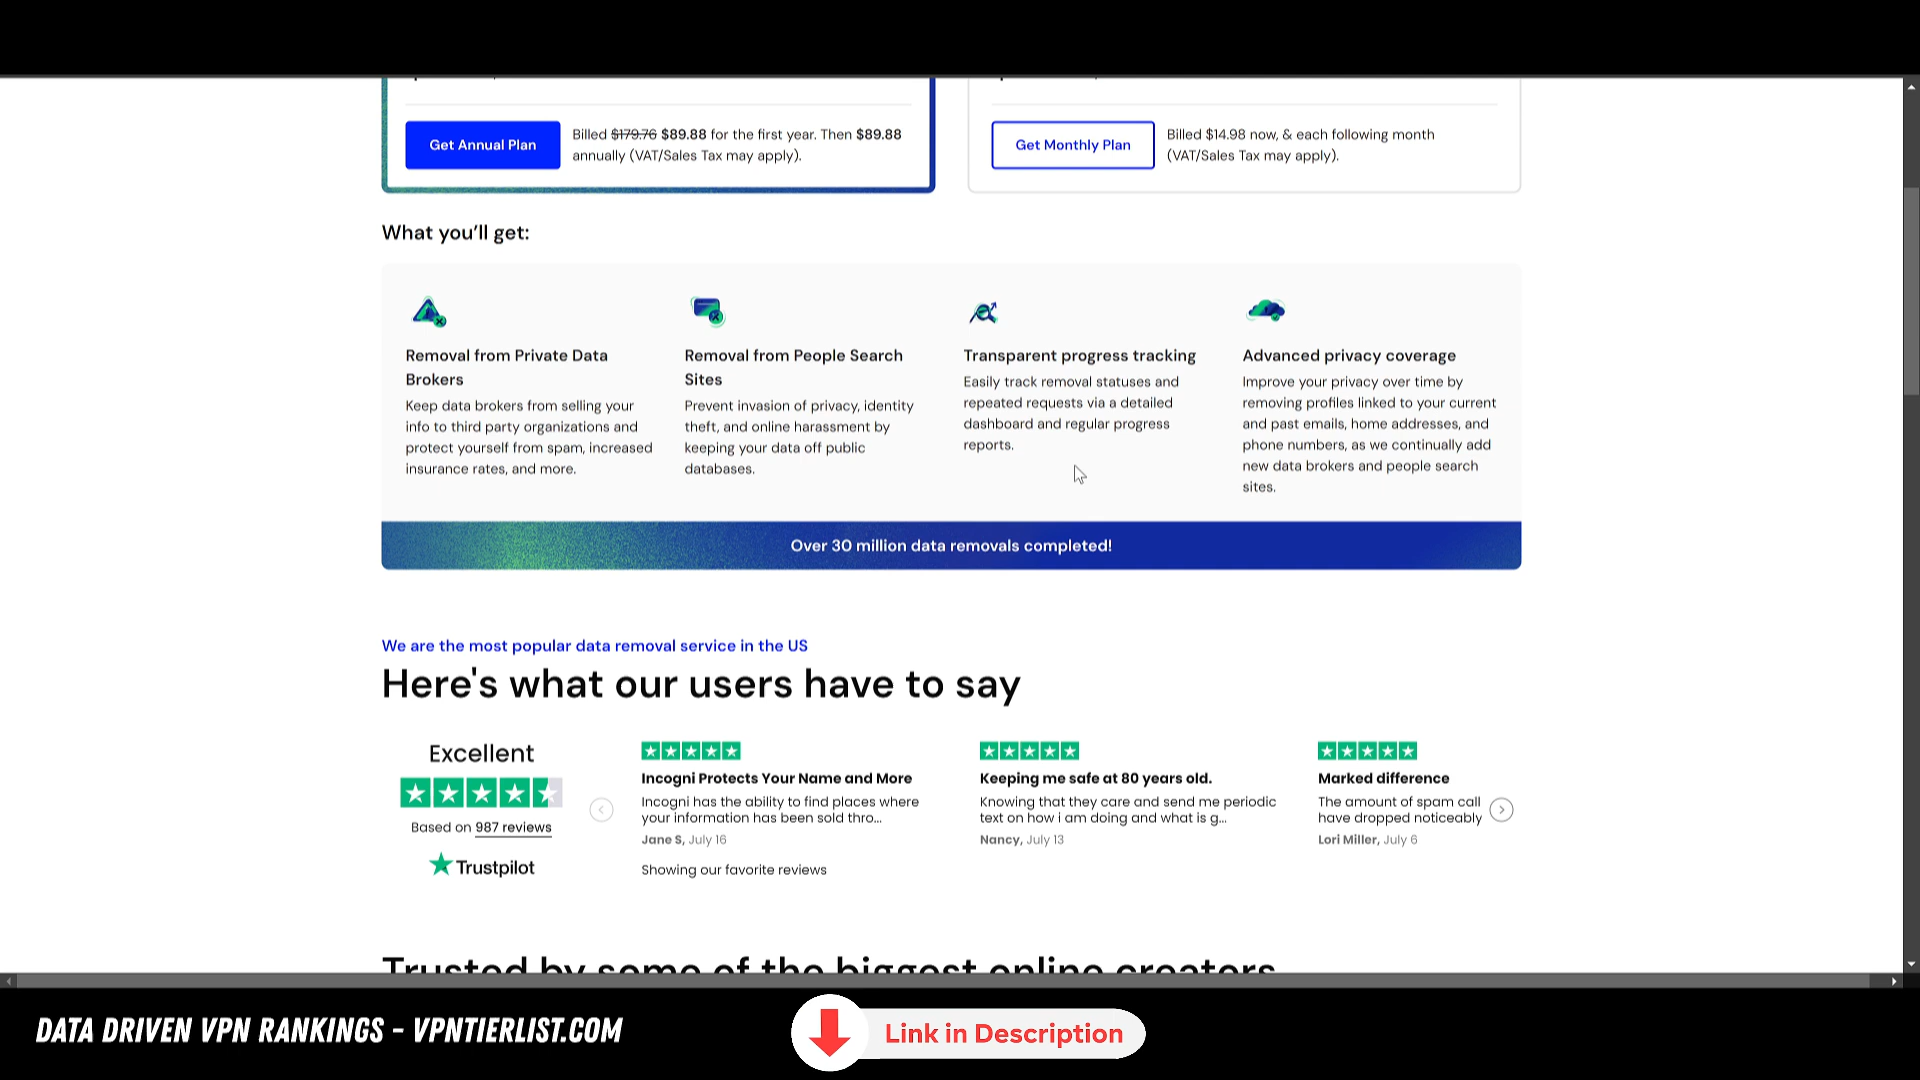 Get Annual Plan
Billed $179.76 $89.88 for the first year. Then $89.88
annually (VAT/Sales Tax may apply).
Get Monthly Plan
Billed $14.98 now, & each following month
(VAT/Sales Tax may apply).
What you’ll get:
Removal from Private Data
Brokers
Keep data brokers from selling your
info to third party organizations and
protect yourself from spam, increased
insurance rates, and more.
Removal from People Search
Sites
Prevent invasion of privacy, identity
theft, and online harassment by
keeping your data off public
databases.
Transparent progress tracking
Easily track removal statuses and
repeated requests via a detailed
dashboard and regular progress
reports.
Advanced privacy coverage
Improve your privacy over time by
removing profiles linked to your current
and past emails, home addresses, and
phone numbers, as we continually add
new data brokers and people search
sites.
Over 30 million data removals completed!
We are the most popular data removal service in the US
Here's what our users have to say
Excellent
Based on 987 reviews
Trustpilot
Incogni Protects Your Name and More
Incogni has the ability to find places where
your information has been sold thro...
Jane S, July 16
Showing our favorite reviews
Keeping me safe at 80 years old.
Knowing that they care and send me periodic
text on how i am doing and what is g...
Nancy, July 13
Marked difference
The amount of spam call
have dropped noticeably
Lori Miller, July 6
Trusted by some of the biggest online creators
DATA DRIVEN VPN RANKINGS - VPNTIERLIST.COM
Link in Description